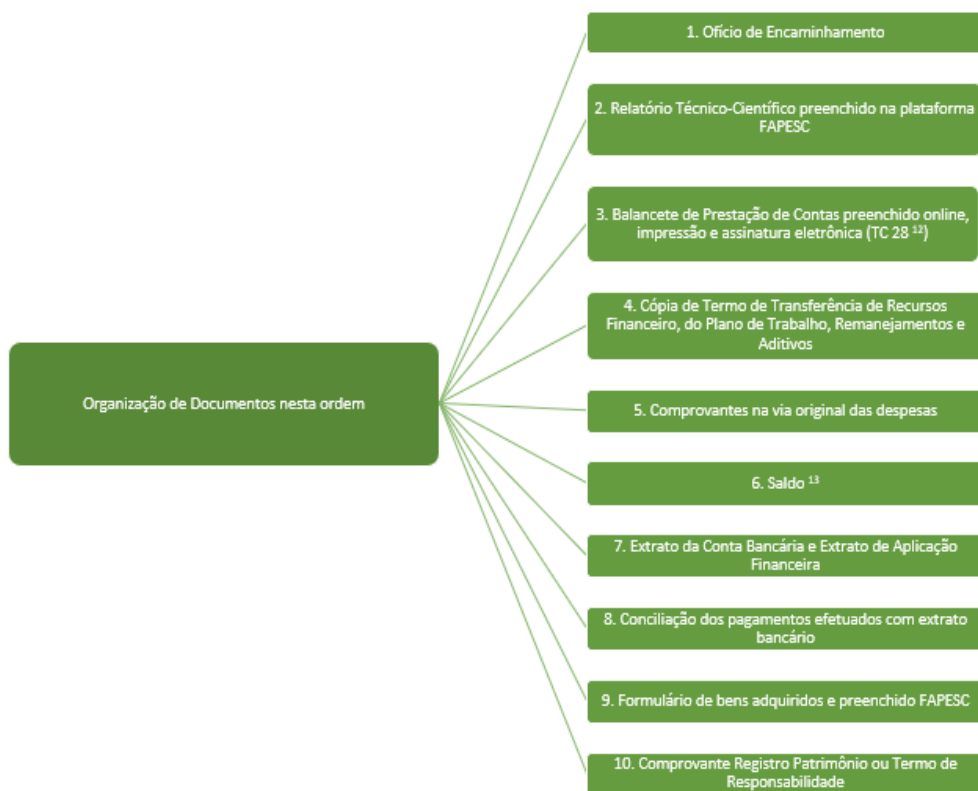 1. Ofício de Encaminhamento
2. Relatório Técnico-Científico preenchido na plataforma
FAPESC
3. Balancete de Prestação de Contas preenchido online,
impressão e assinatura eletrônica (TC 28 ¹²)
4. Cópia de Termo de Transferência de Recursos
Financeiro, do Plano de Trabalho, Remanejamentos e
Aditivos
Organização de Documentos nesta ordem
5. Comprovantes na via original das despesas
6. Saldo ¹³
7. Extrato da Conta Bancária e Extrato de Aplicação
Financeira
8. Conciliação dos pagamentos efetuados com extrato
bancário
9. Formulário de bens adquiridos e preenchido FAPESC
10. Comprovante Registro Patrimônio ou Termo de
Responsabilidade